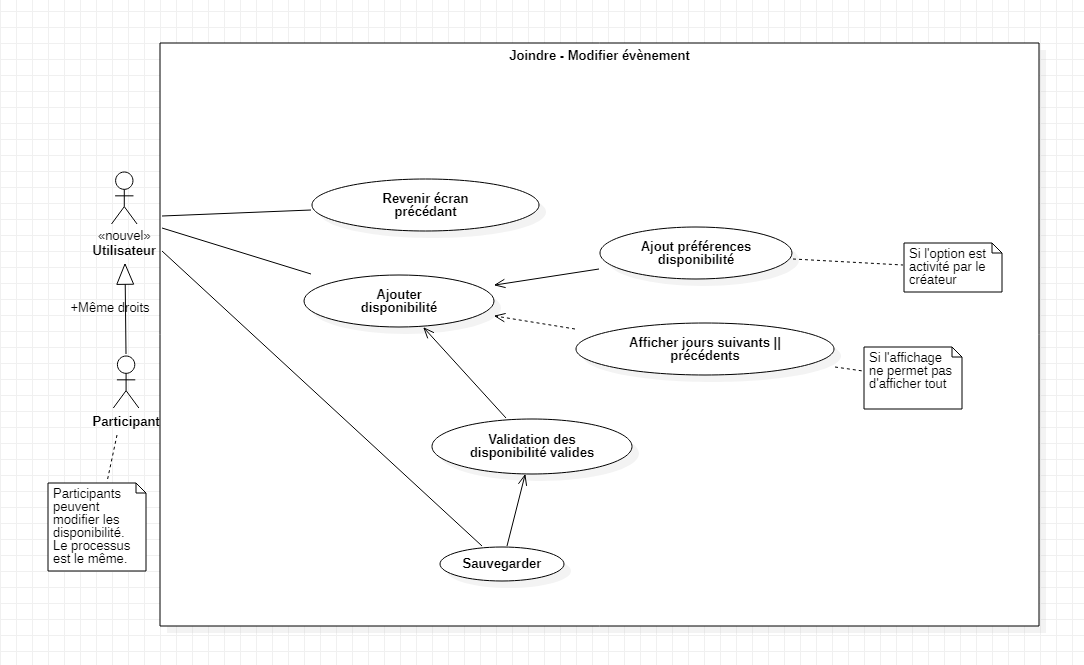 Joindre - Modifier évènement
Revenir écran
précédant
«nouvel»
Utilisateur
Ajout préférences
disponibilité
Si l'option est
activité par le
créateur
Ajouter
disponibilité
+Même droits
Afficher jours suivants ||
précédents
Si l'affichage
ne permet pas
d'afficher tout
Participant
Validation des
disponibilité valides
Participants
peuvent
modifier les
disponibilité.
Le processus
est le même.
Sauvegarder